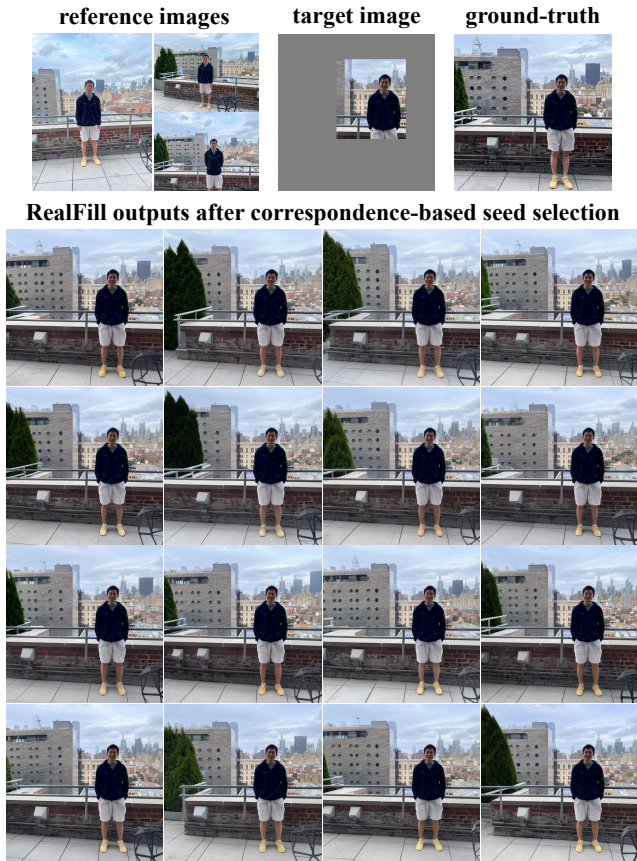 reference images
target image
ground-truth
RealFill outputs after correspondence-based seed selection